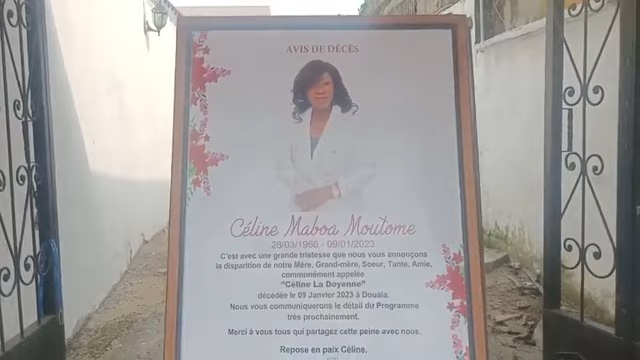 AVIS DE DÉCÈS
Céline Maboa Moutome
28/03/1966 - 09/01/2023
C'est avec une grande tristesse que nous vous annonçons
la disparition de notre Mère, Grand-mère, Soeur, Tante, Amie,
communément appelée
"Céline La Doyenne"
décédée le 09 Janvier 2023 à Douala.
Nous vous communiquerons le détail du Programme
très prochainement.
Merci à vous tous qui partagez cette peine avec nous.
Repose en paix Céline.